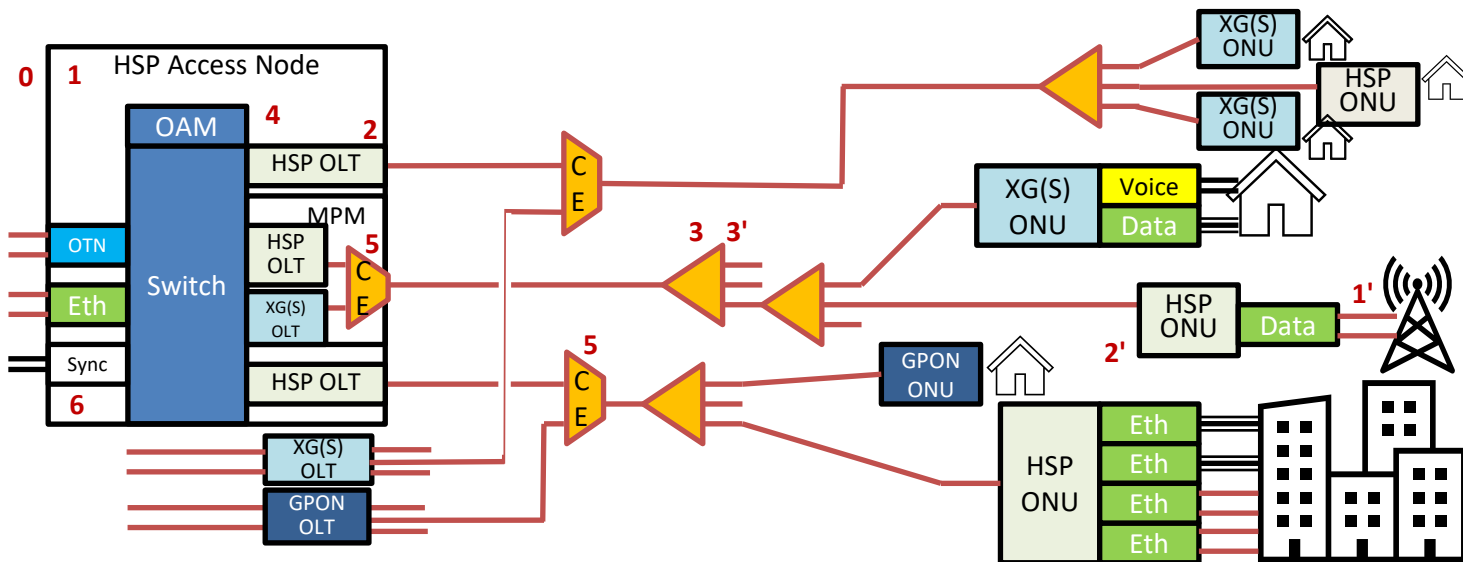 0
1
HSP Access Node
OAM
4
2
HSP OLT
MPM
OTN
HSP
OLT
5
C
E
Switch
Eth
XG(S)
OLT
Sync
HSP OLT
6
XG(S)
OLT
GPON
OLT
C
E
3
3'
5
C
E
XG(S)
ONU
HSP
ONU
XG(S)
ONU
XG(S)
ONU
Voice
Data
HSP
ONU
Data
1'
2'
GPON
ONU
HSP
ONU
Eth
Eth
Eth
Eth